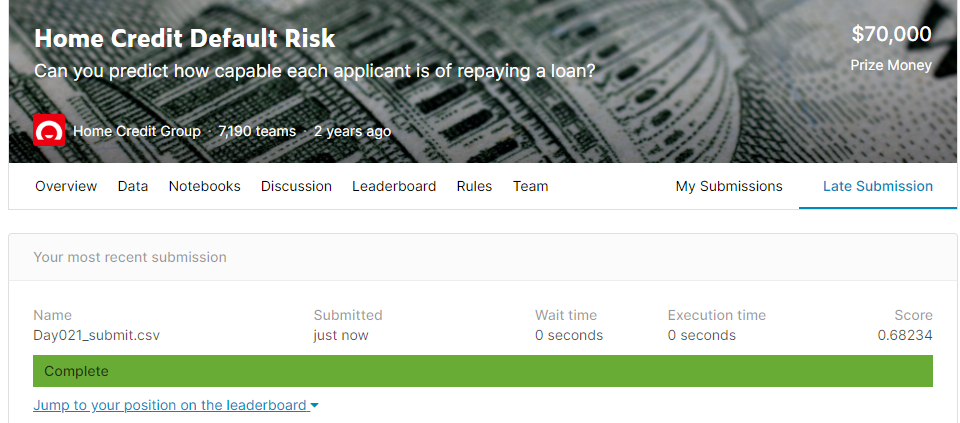 Home Credit Default Risk
$70,000
Can you predict how capable each applicant is of repaying a loan?
Prize Money
Home Credit Group · 7,190 teams · 2 years ago
Overview Data Notebooks Discussion Leaderboard Rules Team My Submissions Late Submission
Your most recent submission
Name Submitted Wait time Execution time Score
Day021_submit.csv just now 0 seconds 0 seconds 0.68234
Complete
Jump to your position on the leaderboard